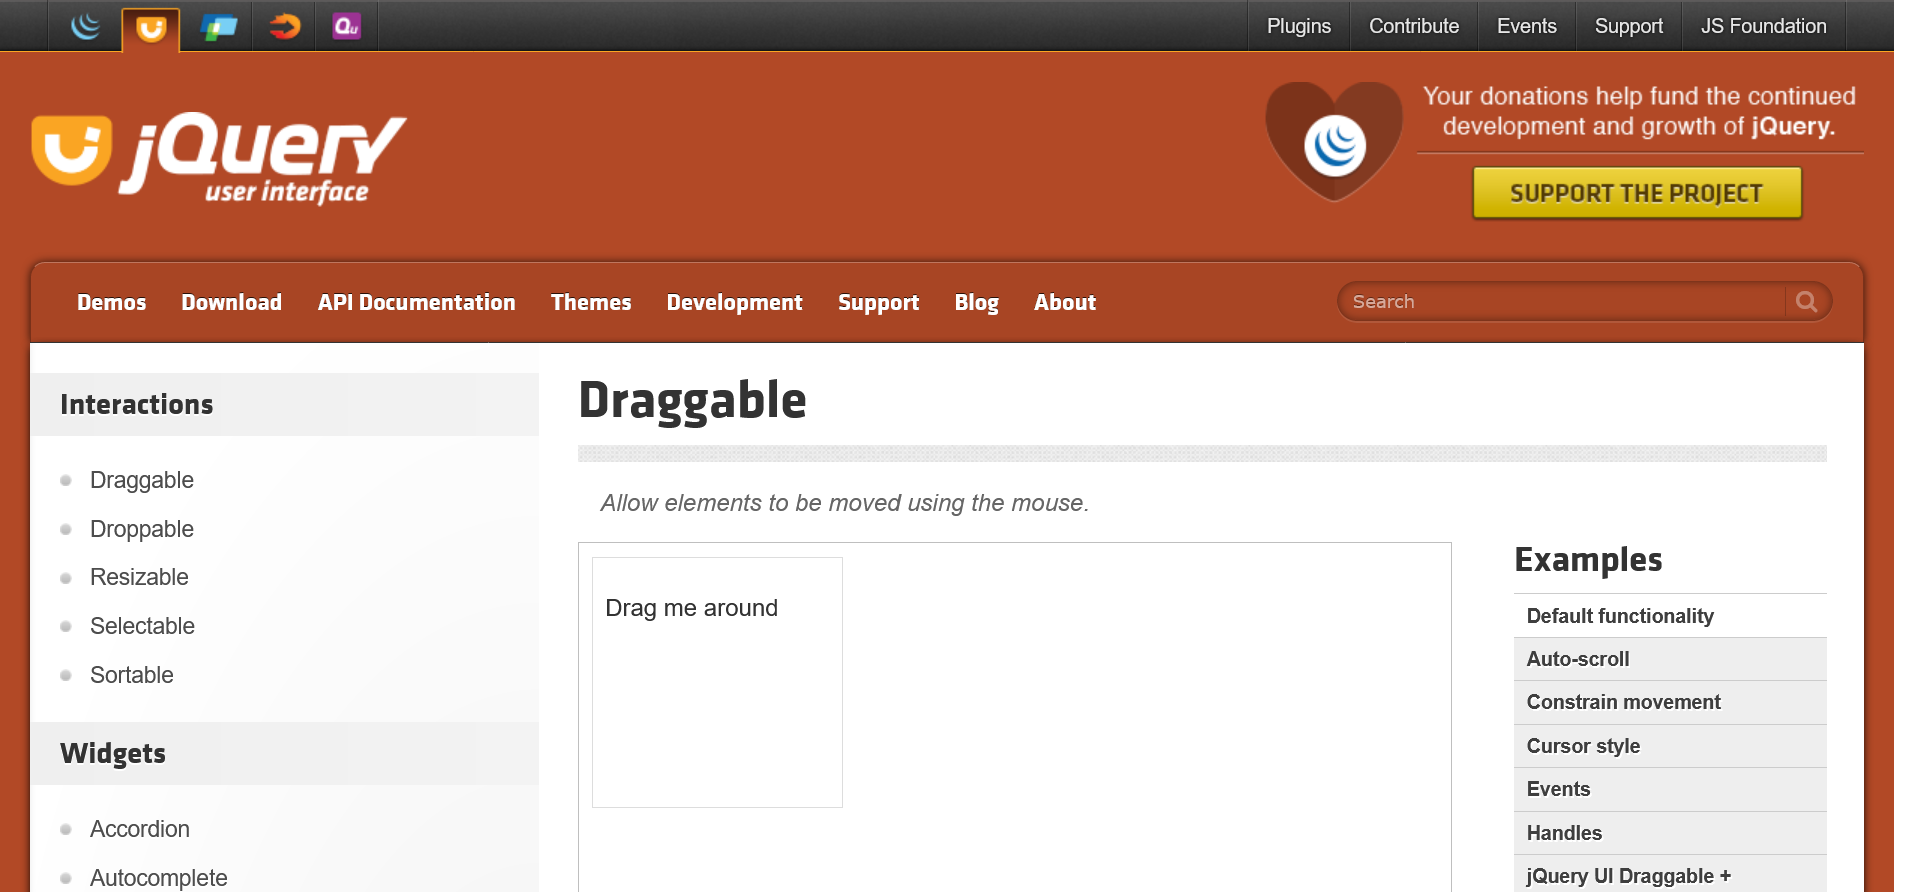 Qu
Plugins
Contribute
Events
Support
JS Foundation
jQuery
user interface
Your donations help fund the continued
development and growth of jQuery.
SUPPORT THE PROJECT
Demos
Download
API Documentation
Themes
Development
Support
Blog
About
Search
Interactions
Draggable
Droppable
Resizable
Selectable
Sortable
Widgets
Accordion
Autocomplete
Draggable
Allow elements to be moved using the mouse.
Drag me around
Examples
Default functionality
Auto-scroll
Constrain movement
Cursor style
Events
Handles
jQuery UI Draggable +